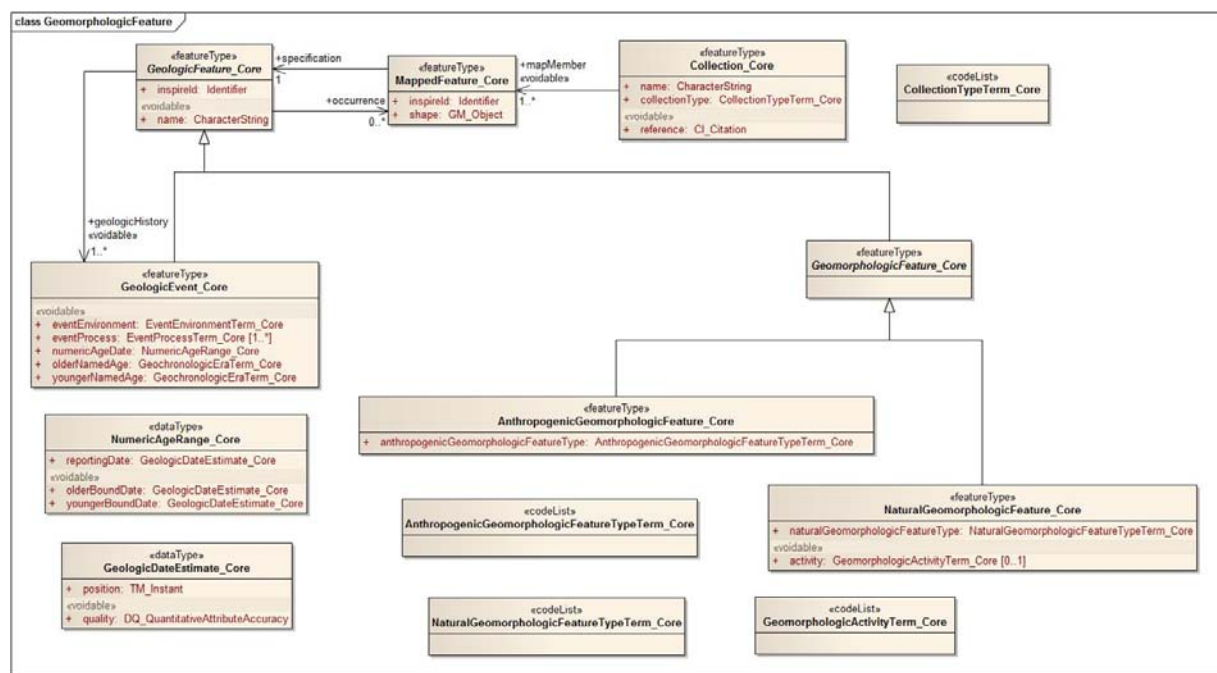 class GeomorphologicFeature
«featureType»
GeologicFeature_Core
+ inspireId: Identifier
«voidable»
+ name: CharacterString
+specification
1
+occurrence
0..*
«featureType»
MappedFeature_Core
+ inspireId: Identifier
+ shape: GM_Object
+mapMember
«voidable»
1..*
«featureType»
Collection_Core
+ name: CharacterString
+ collectionType: CollectionTypeTerm_Core
«voidable»
+ reference: CI_Citation
«codeList»
CollectionTypeTerm_Core
+geologicHistory
«voidable»
1..*
«featureType»
GeologicEvent_Core
«voidable»
+ eventEnvironment: EventEnvironmentTerm_Core
+ eventProcess: EventProcessTerm_Core [1..*]
+ numericAgeDate: NumericAgeRange_Core
+ olderNamedAge: GeochronologicEraTerm_Core
+ youngerNamedAge: GeochronologicEraTerm_Core
«featureType»
GeomorphologicFeature_Core
«featureType»
AnthropogenicGeomorphologicFeature_Core
+ anthropogenicGeomorphologicFeatureType: AnthropogenicGeomorphologicFeatureTypeTerm_Core
«dataType»
NumericAgeRange_Core
+ reportingDate: GeologicDateEstimate_Core
«voidable»
+ olderBoundDate: GeologicDateEstimate_Core
+ youngerBoundDate: GeologicDateEstimate_Core
«codeList»
AnthropogenicGeomorphologicFeatureTypeTerm_Core
«featureType»
NaturalGeomorphologicFeature_Core
+ naturalGeomorphologicFeatureType: NaturalGeomorphologicFeatureTypeTerm_Core
«voidable»
+ activity: GeomorphologicActivityTerm_Core [0..1]
«dataType»
GeologicDateEstimate_Core
+ position: TM_Instant
«voidable»
+ quality: DQ_QuantitativeAttributeAccuracy
«codeList»
NaturalGeomorphologicFeatureTypeTerm_Core
«codeList»
GeomorphologicActivityTerm_Core